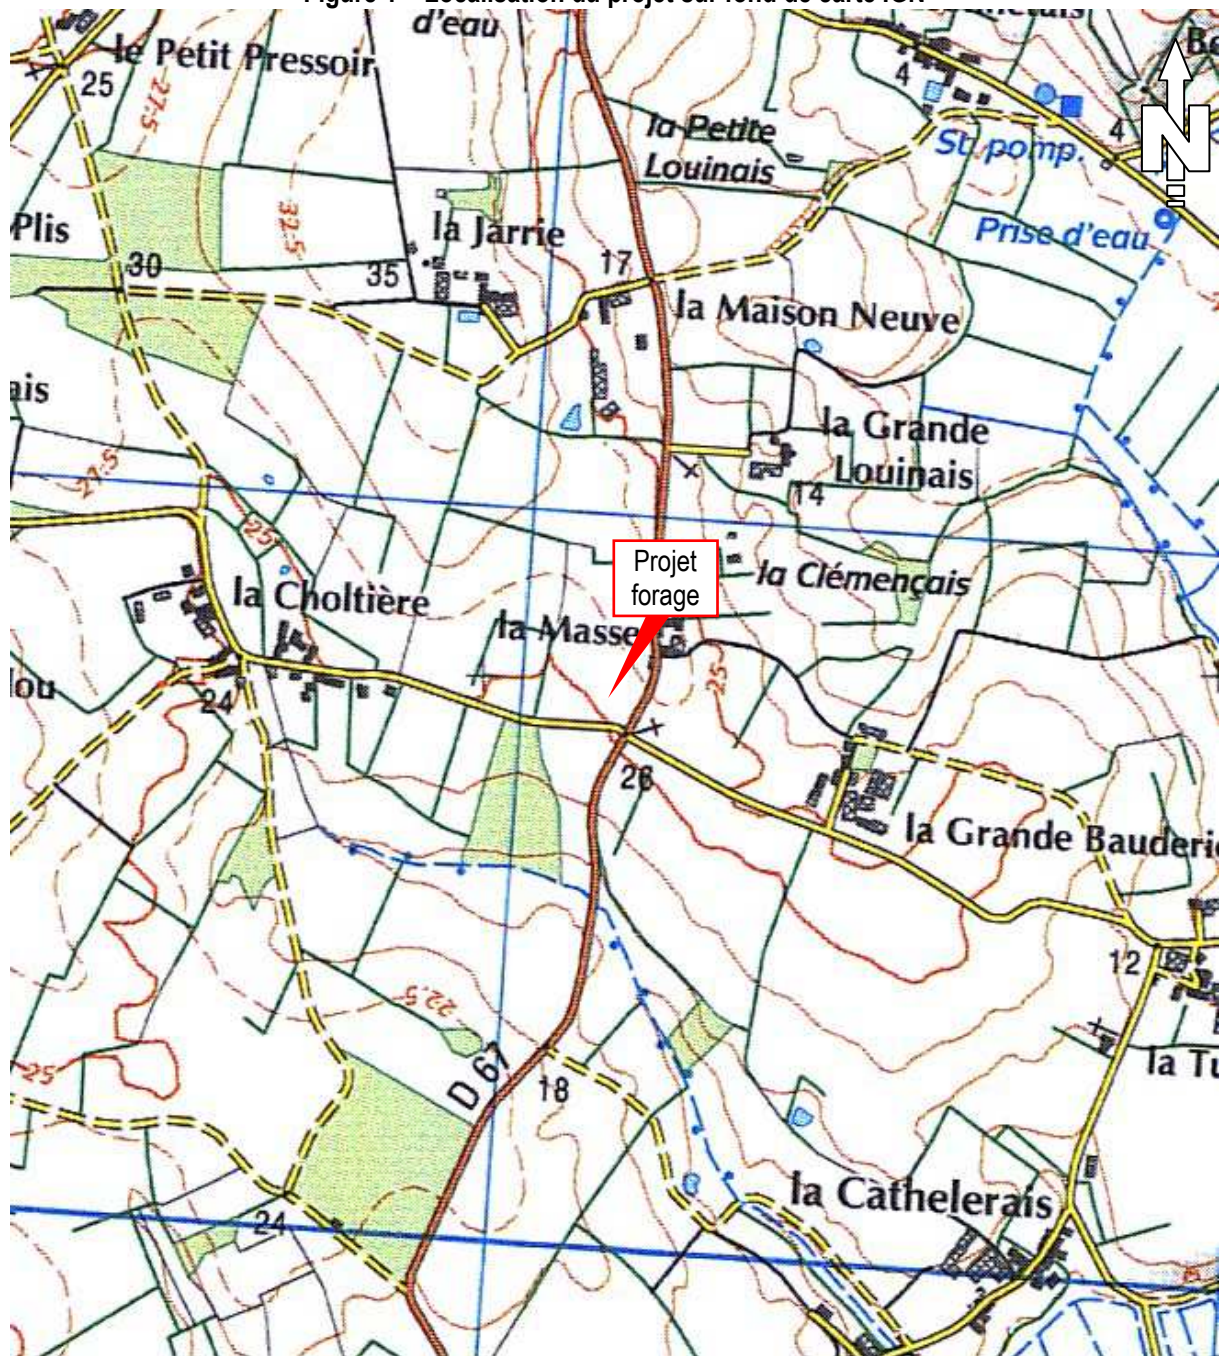 d'eau
le Petit Pressoir
25
27.5
4
la Petite
Louinais
St. pomp.
4
N
Plis
la Jarrie
32.5
Prise d'eau
30
35
17
la Maison Neuve
ais
la Grande
Louinais
27.5
14
25
Projet
forage
la Clémençais
la Choltière
la Masse
lou
24
25
26
la Grande Bauderie
12
22.5
25
D 67
18
la Tu
la Cathelerais
24